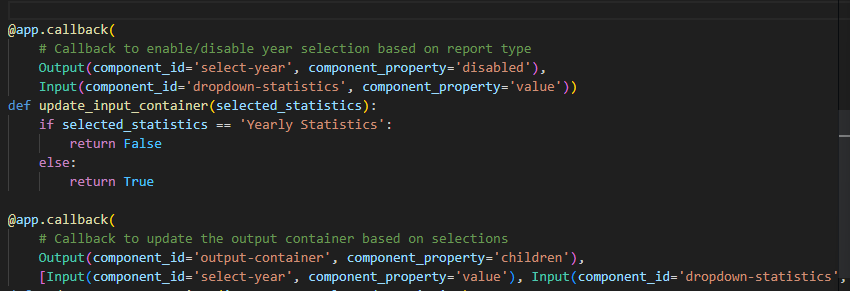 @app.callback(
    # Callback to enable/disable year selection based on report type
    Output(component_id='select-year', component_property='disabled'),
    Input(component_id='dropdown-statistics', component_property='value'))
def update_input_container(selected_statistics):
    if selected_statistics == 'Yearly Statistics':
        return False
    else:
        return True
@app.callback(
    # Callback to update the output container based on selections
    Output(component_id='output-container', component_property='children'),
    [Input(component_id='select-year', component_property='value'), Input(component_id='dropdown-statistics',